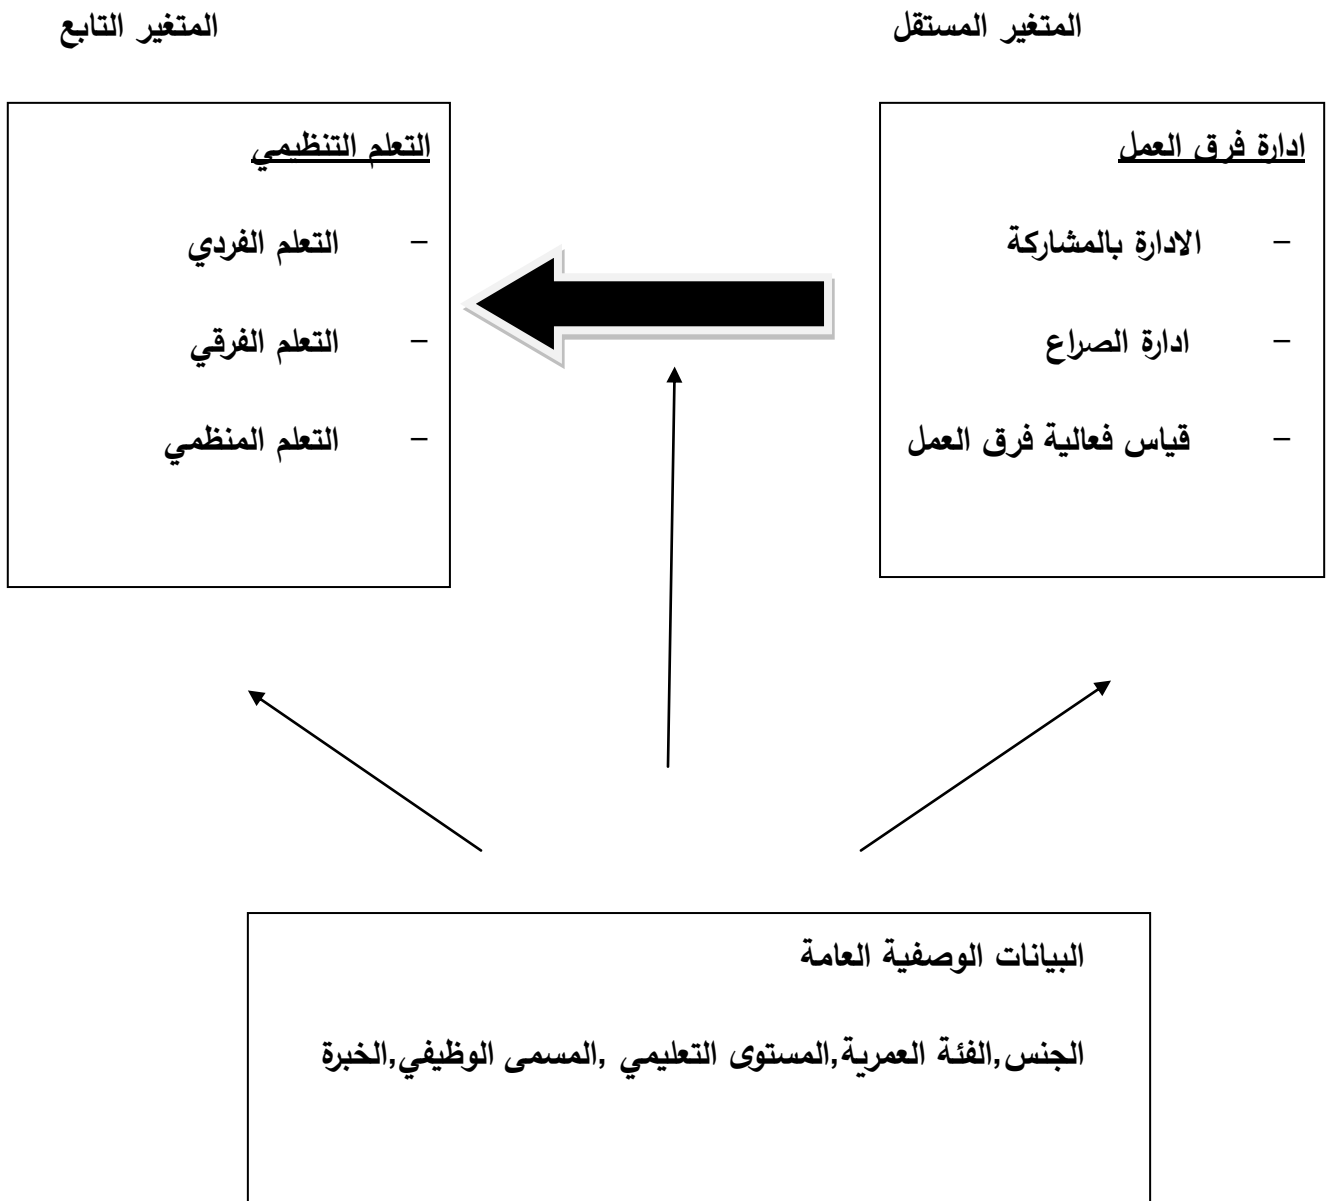 المتغير المستقل
المتغير التابع
ادارة فرق العمل
- الادارة بالمشاركة
- ادارة الصراع
- قياس فعالية فرق العمل
التعلم التنظيمي
- التعلم الفردي
- التعلم الفرقي
- التعلم المنظمي
البيانات الوصفية العامة
الجنس,الفئة العمرية,المستوى التعليمي ,المسمى الوظيفي,الخبرة